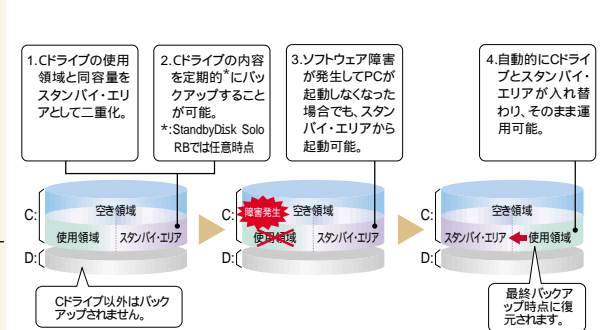 1.Cドライブの使用
領域と同容量を
スタンバイ・エリ
アとして二重化。
2.Cドライブの内容
を定期的*にバッ
クアップすること
が可能。
*:StandbyDisk Solo
RBでは任意時点
3.ソフトウェア障害
が発生してPCが
起動しなくなった
場合でも、スタン
バイ・エリアから
起動可能。
4.自動的にCドライ
ブとスタンバイ・
エリアが入れ替
わり、そのまま運
用可能。
C:
空き領域
使用領域
スタンバイ・エリア
D:
Cドライブ以外はバック
アップされません。
C:
障害発生
空き領域
使用領域
スタンバイ・エリア
D:
C:
空き領域
スタンバイ・エリア
使用領域
D:
最終バックア
ップ時点に復
元されます。